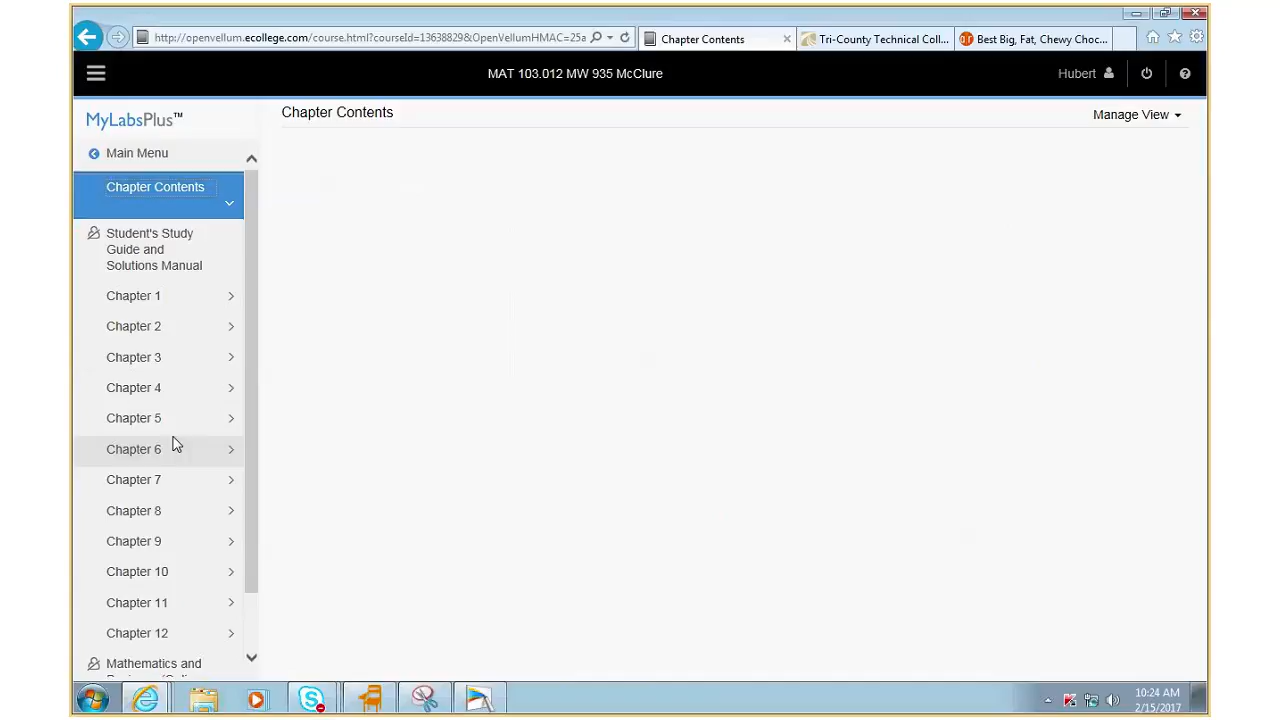 http://openvellum.ecollege.com/course.html?courseId=13638829&OpenVellumHMAC=25a
Chapter Contents
Tri-County Technical Coll...
Best Big, Fat, Chewy Choc...
MAT 103.012 MW 935 McClure
Hubert
MyLabsPlus™
Chapter Contents
Manage View
Main Menu
Chapter Contents
Student's Study
Guide and
Solutions Manual
Chapter 1
Chapter 2
Chapter 3
Chapter 4
Chapter 5
Chapter 6
Chapter 7
Chapter 8
Chapter 9
Chapter 10
Chapter 11
Chapter 12
Mathematics and
10:24 AM
2/15/2017